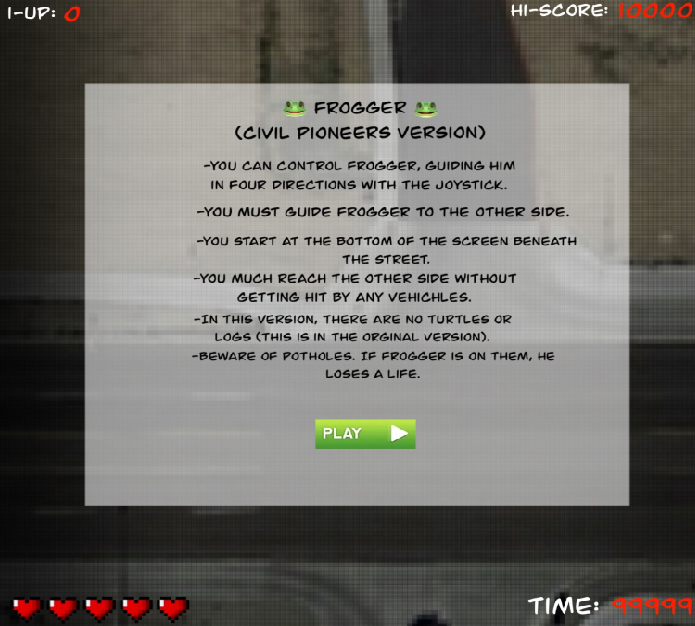 1-UP: 0
HI-SCORE: 10000
FROGGER
(CIVIL PIONEERS VERSION)
-YOU CAN CONTROL FROGGER, GUIDING HIM
IN FOUR DIRECTIONS WITH THE JOYSTICK.
-YOU MUST GUIDE FROGGER TO THE OTHER SIDE.
-YOU START AT THE BOTTOM OF THE SCREEN BENEATH
THE STREET.
-YOU MUCH REACH THE OTHER SIDE WITHOUT
GETTING HIT BY ANY VEHICHLES.
-IN THIS VERSION, THERE ARE NO TURTLES OR
LOGS (THIS IS IN THE ORGINAL VERSION).
-BEWARE OF POTHOLES. IF FROGGER IS ON THEM, HE
LOSES A LIFE.
PLAY
TIME: 99999